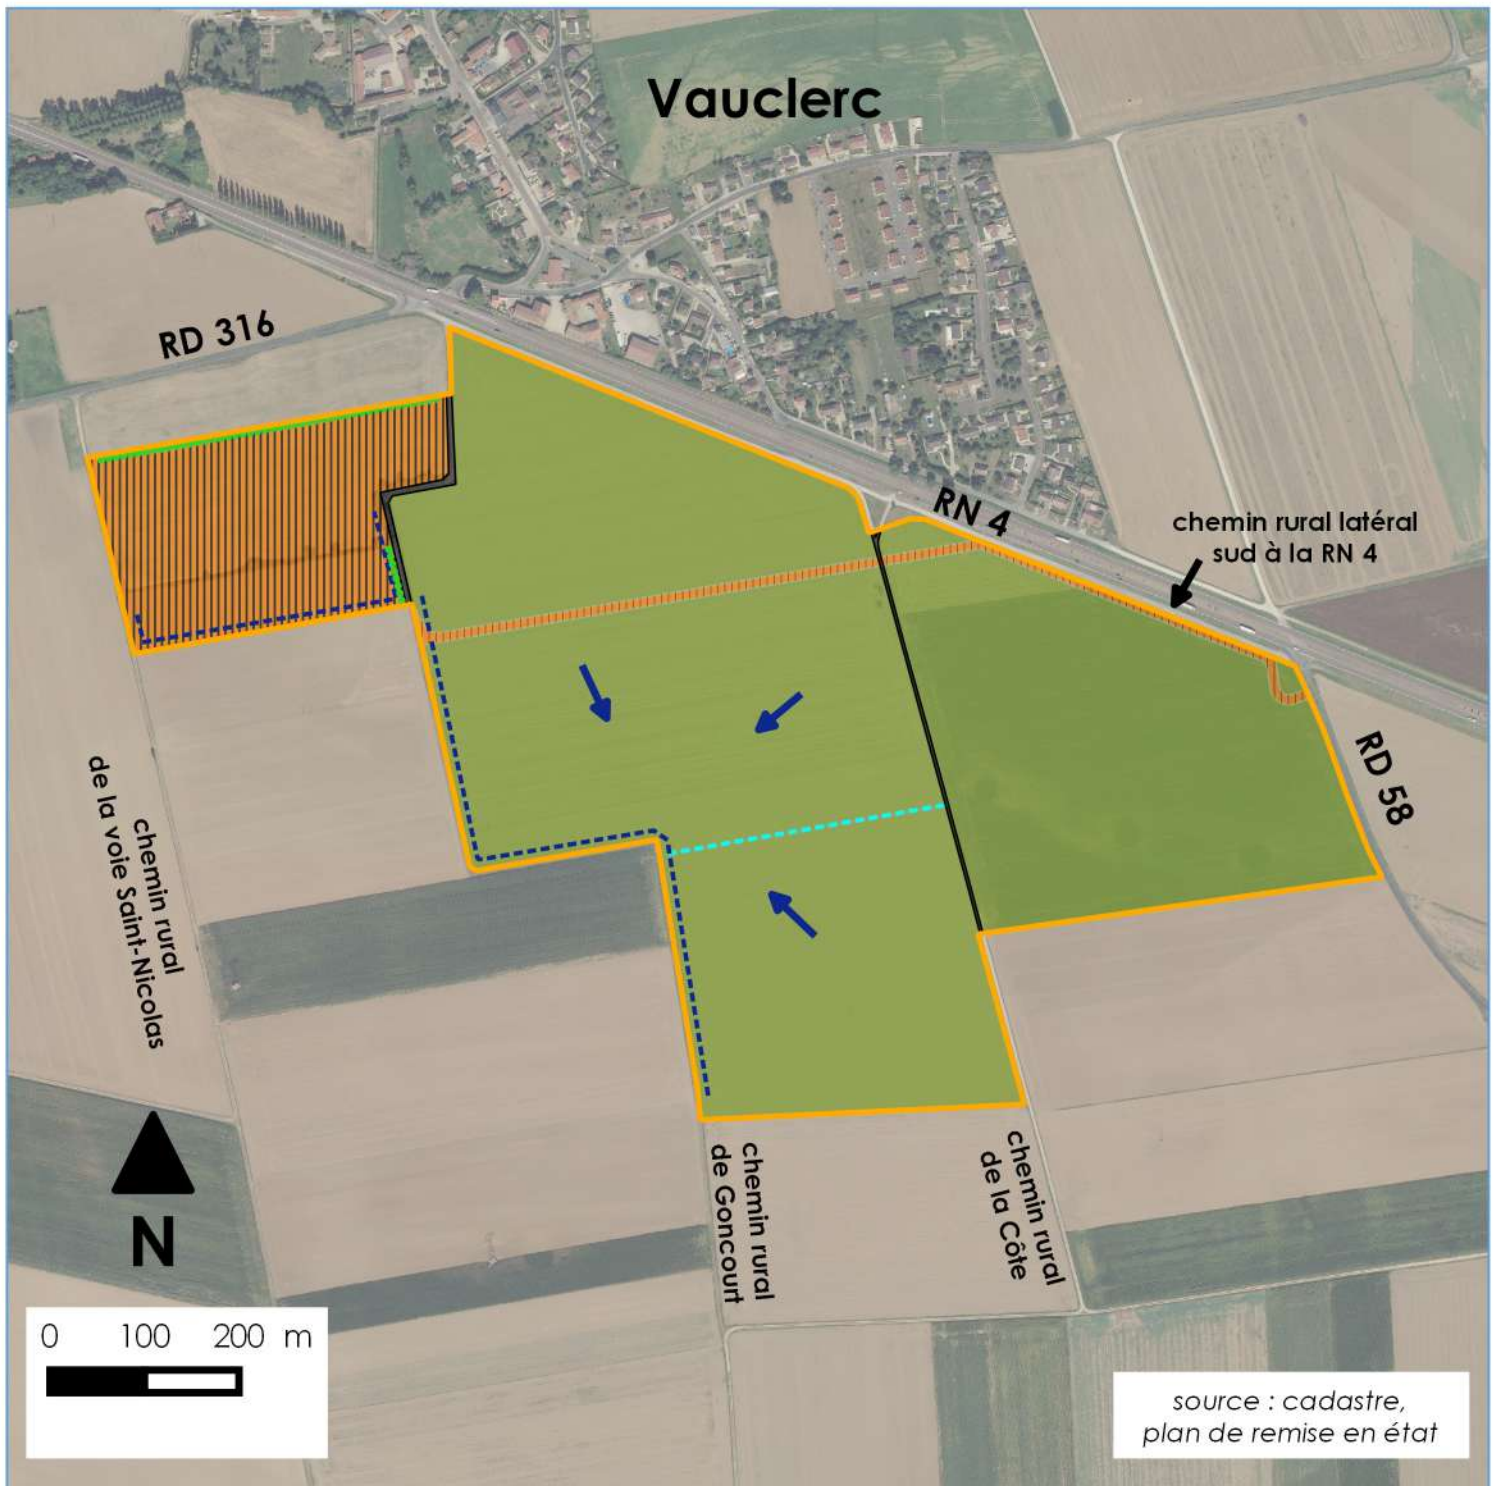 Vauclerc
RD 316
RN 4
chemin rural latéral
sud à la RN 4
RD 58
chemin rural
de la voie Saint-Nicolas
chemin rural
de Goncourt
chemin rural
de la Côte
N
0 100 200 m
source : cadastre,
plan de remise en état